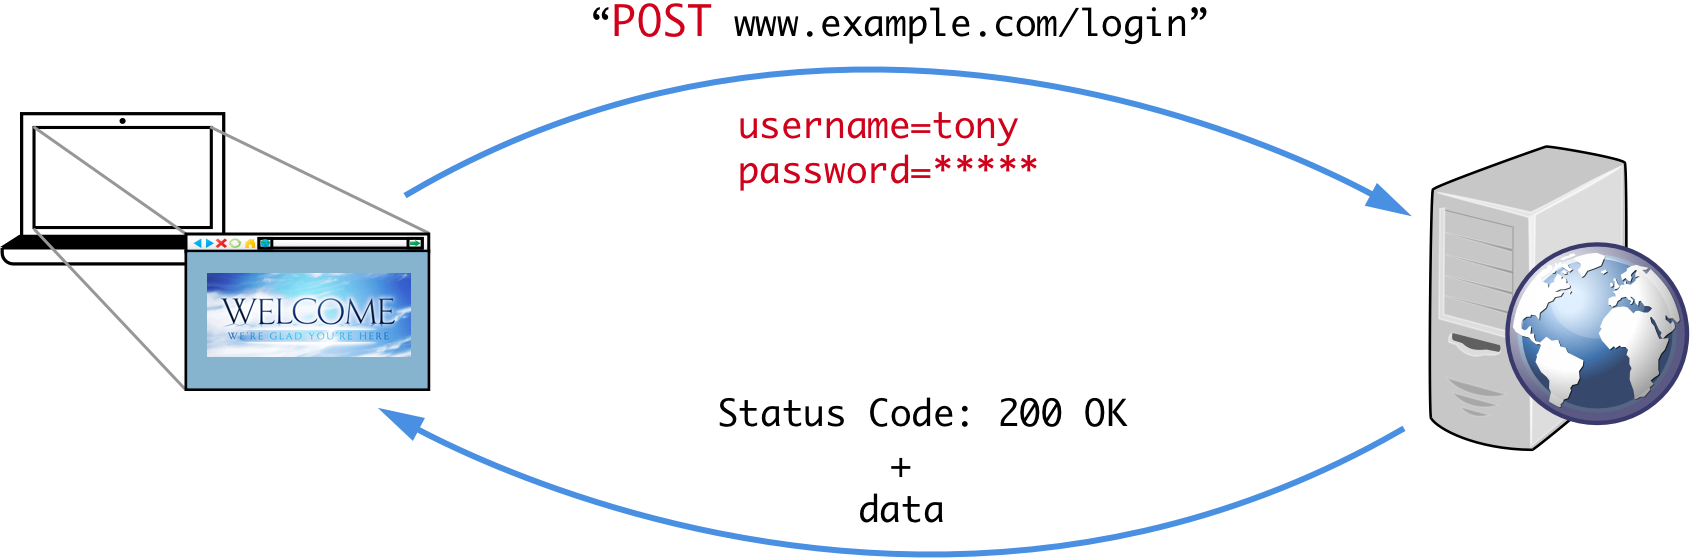 “POST www.example.com/login”
username=tony
password=*****
WELCOME
WE'RE GLAD YOU'RE HERE
Status Code: 200 OK
+
data